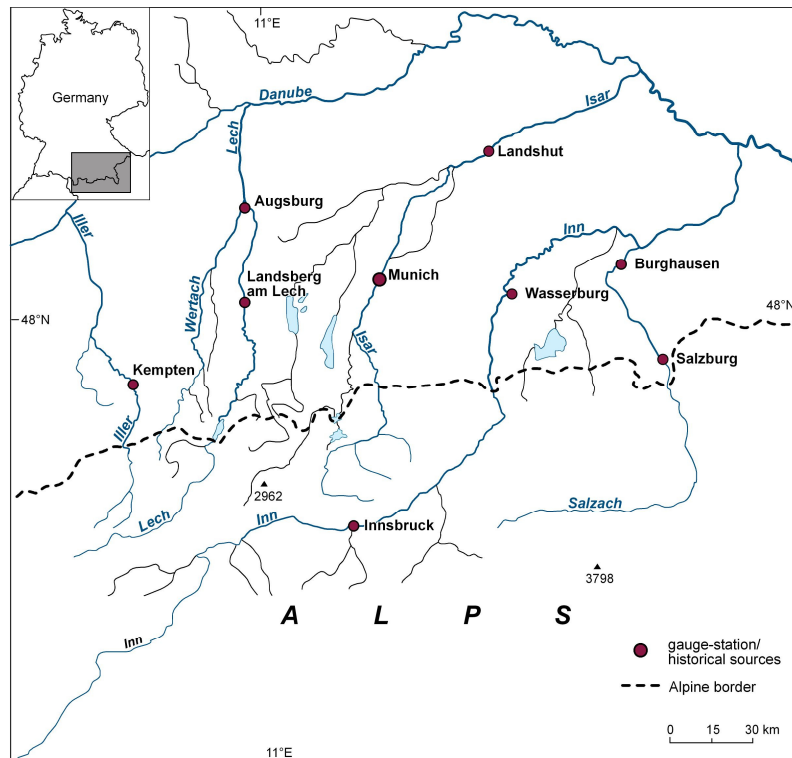 11°E
Germany
Danube
Isar
Lech
Landshut
Augsburg
Iller
Inn
Landsberg
am Lech
Munich
Burghausen
Wertach
Wasserburg
48°N
48°N
Isar
Kempten
Salzburg
Iller
2962
Lech
Inn
Innsbruck
Salzach
3798
A L P S
Inn
gauge-station/
historical sources
Alpine border
0 15 30 km
11°E